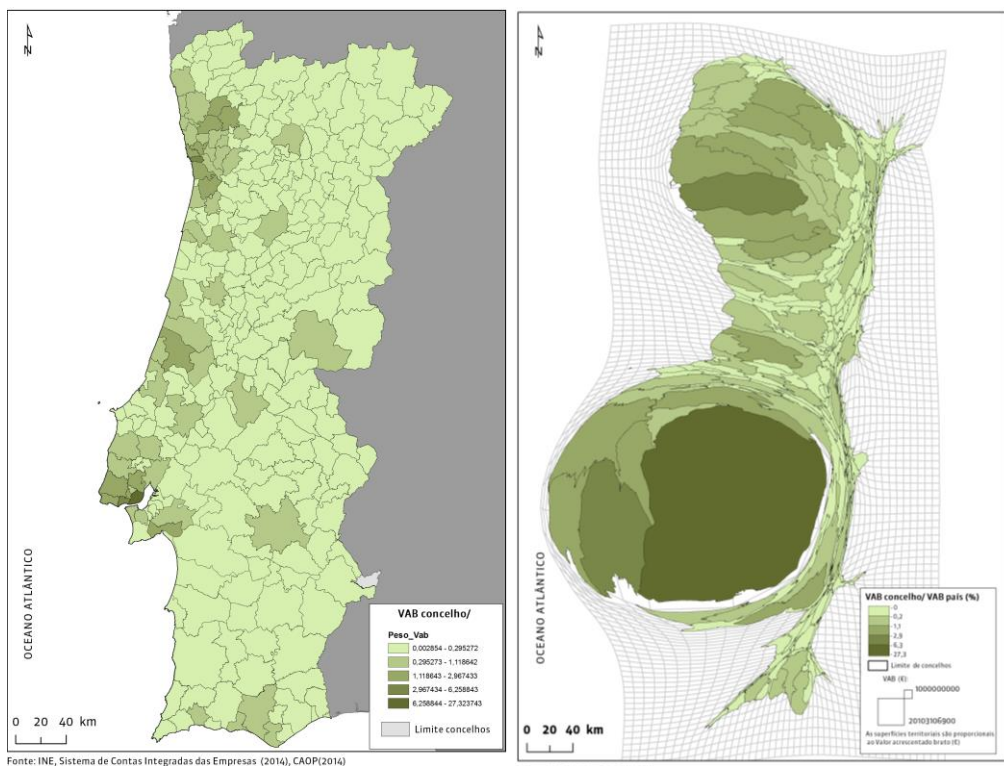 N
OCEANO ATLÂNTICO
0 20 40 km
VAB concelho/
Peso_Vab
0,002854 - 0,295272
0,295273 - 1,118642
1,118643 - 2,967433
2,967434 - 6,258843
6,258844 - 27,323743
Limite concelhos
Fonte: INE, Sistema de Contas Integradas das Empresas (2014), CAOP(2014)
N
OCEANO ATLÂNTICO
0 20 40 km
VAB concelho/ VAB país (%)
0
0,2
1,1
2,9
6,3
27,3
Limite de concelhos
VAB (€)
1000000000
20103106900
As superfícies territoriais são proporcionais
ao Valor acrescentado bruto (€)